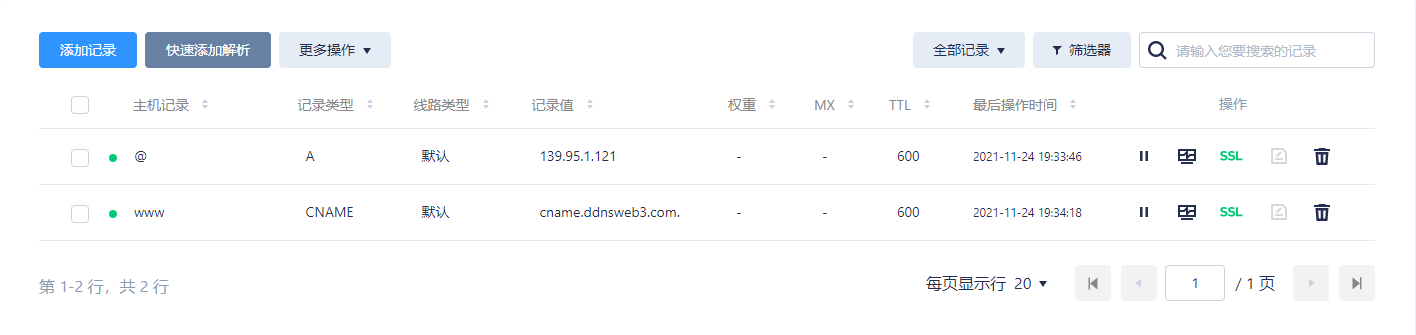 添加记录 快速添加解析 更多操作 全部记录 筛选器 请输入您要搜索的记录
主机记录 记录类型 线路类型 记录值 权重 MX TTL 最后操作时间 操作
@ A 默认 139.95.1.121 - - 600 2021-11-24 19:33:46 SSL
www CNAME 默认 cname.ddnsweb3.com. - - 600 2021-11-24 19:34:18 SSL
第 1-2 行，共 2 行 每页显示行 20 1 / 1 页